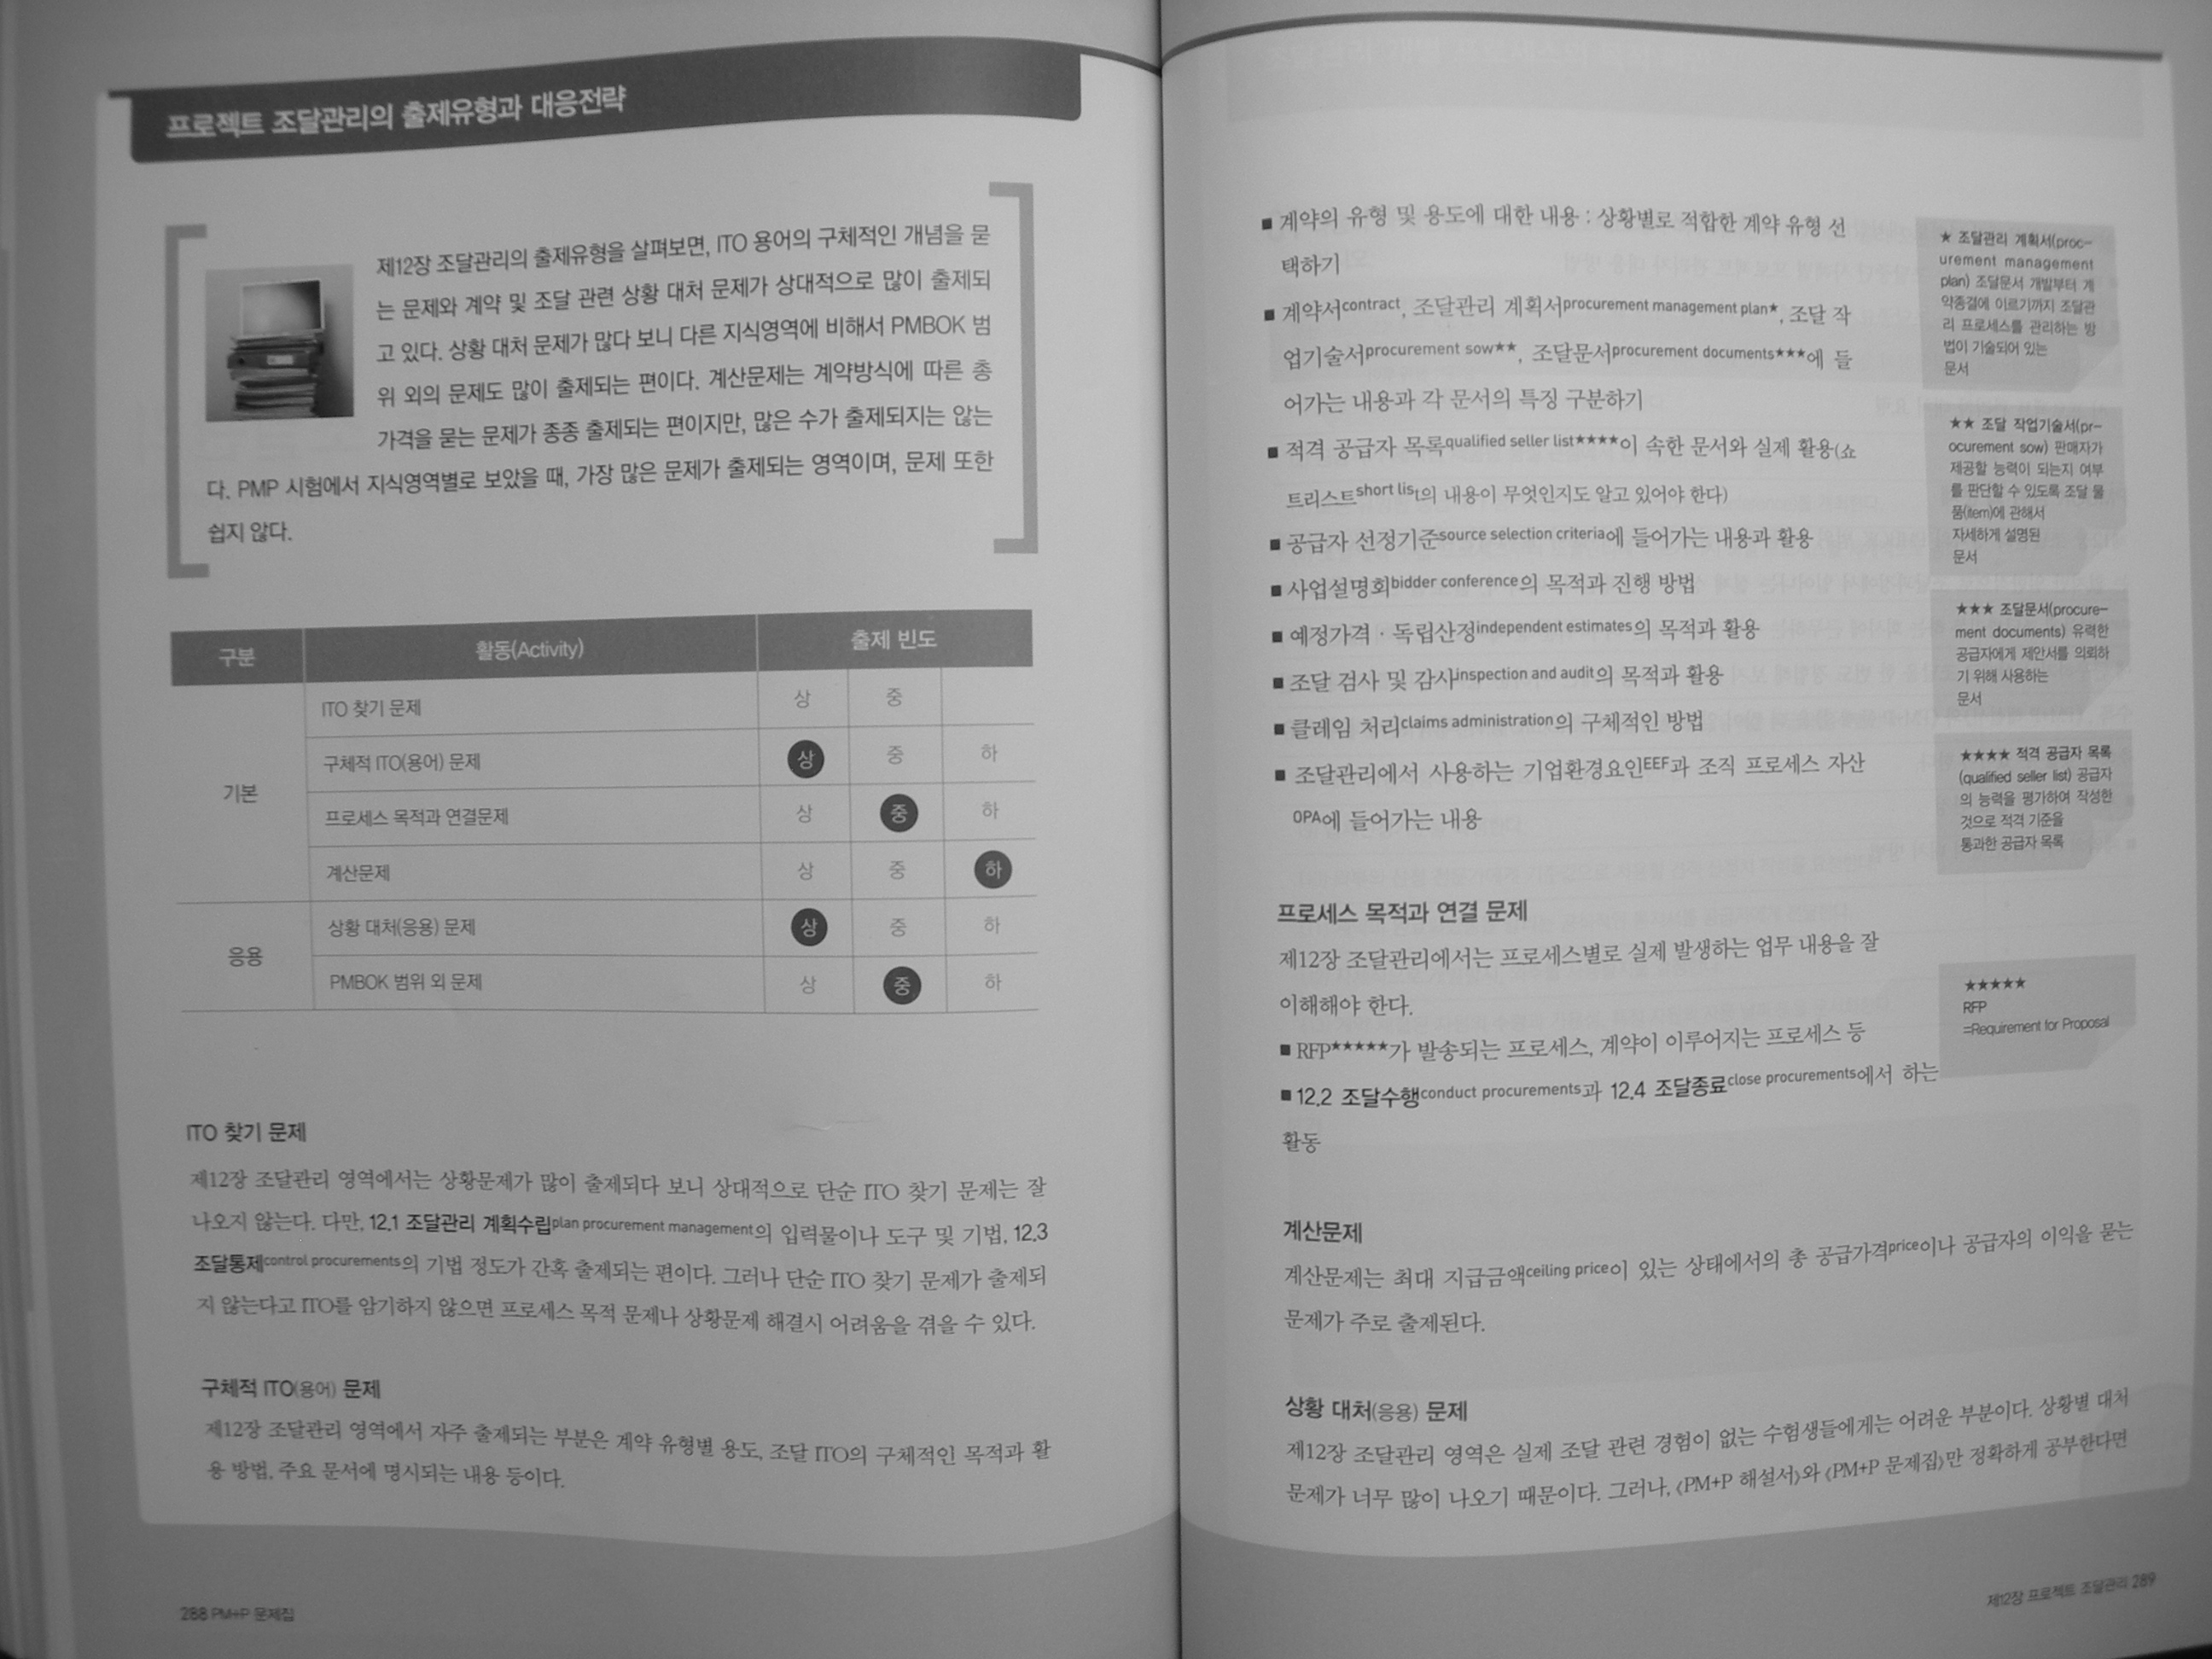 프로젝트 조달관리의 출제유형과 대응전략
제12장 조달관리의 출제유형을 살펴보면, ITO 용어의 구체적인 개념을 묻
는 문제와 계약 및 조달 관련 상황 대처 문제가 상대적으로 많이 출제되
고 있다. 상황 대처 문제가 많다 보니 다른 지식영역에 비해서 PMBOK 범
위 외의 문제도 많이 출제되는 편이다. 계산문제는 계약방식에 따른 총
가격을 묻는 문제가 종종 출제되는 편이지만, 많은 수가 출제되지는 않는
다. PMP 시험에서 지식영역별로 보았을 때, 가장 많은 문제가 출제되는 영역이며, 문제 또한
쉽지 않다.
구분 활동(Activity) 출제 빈도
기본
ITO 찾기 문제 상 중
구체적 ITO(용어) 문제 상 중 하
프로세스 목적과 연결문제 상 중 하
계산문제 상 중 하
응용
상황 대처(응용) 문제 상 중 하
PMBOK 범위 외 문제 상 중 하
ITO 찾기 문제
제12장 조달관리 영역에서는 상황문제가 많이 출제되다 보니 상대적으로 단순 ITO 찾기 문제는 잘
나오지 않는다. 다만, 12.1 조달관리 계획수립plan procurement management의 입력물이나 도구 및 기법, 12.3
조달통제control procurements의 기법 정도가 간혹 출제되는 편이다. 그러나 단순 ITO 찾기 문제가 출제되
지 않는다고 ITO를 암기하지 않으면 프로세스 목적 문제나 상황문제 해결시 어려움을 겪을 수 있다.
구체적 ITO(용어) 문제
제12장 조달관리 영역에서 자주 출제되는 부분은 계약 유형별 용도, 조달 ITO의 구체적인 목적과 활
용 방법, 주요 문서에 명시되는 내용 등이다.
288 PM+P 문제집
■ 계약의 유형 및 용도에 대한 내용 : 상황별로 적합한 계약 유형 선
택하기
■ 계약서contract, 조달관리 계획서procurement management plan★, 조달 작
업기술서procurement sow★★, 조달문서procurement documents★★★에 들
어가는 내용과 각 문서의 특징 구분하기
■ 적격 공급자 목록qualified seller list★★★★이 속한 문서와 실제 활용(쇼
트리스트short list의 내용이 무엇인지도 알고 있어야 한다)
■ 공급자 선정기준source selection criteria에 들어가는 내용과 활용
■ 사업설명회bidder conference의 목적과 진행 방법
■ 예정가격 · 독립산정independent estimates의 목적과 활용
■ 조달 검사 및 감사inspection and audit의 목적과 활용
■ 클레임 처리claims administration의 구체적인 방법
■ 조달관리에서 사용하는 기업환경요인EEF과 조직 프로세스 자산
OPA에 들어가는 내용
★ 조달관리 계획서(proc-
urement management
plan) 조달문서 개발부터 계
약종결에 이르기까지 조달관
리 프로세스를 관리하는 방
법이 기술되어 있는
문서
★★ 조달 작업기술서(pr-
ocurement sow) 판매자가
제공할 능력이 되는지 여부
를 판단할 수 있도록 조달 물
품(item)에 관해서
자세하게 설명된
문서
★★★ 조달문서(procure-
ment documents) 유력한
공급자에게 제안서를 의뢰하
기 위해 사용하는
문서
★★★★ 적격 공급자 목록
(qualified seller list) 공급자
의 능력을 평가하여 작성한
것으로 적격 기준을
통과한 공급자 목록
프로세스 목적과 연결 문제
제12장 조달관리에서는 프로세스별로 실제 발생하는 업무 내용을 잘
이해해야 한다.
■ RFP★★★★★가 발송되는 프로세스, 계약이 이루어지는 프로세스 등
■ 12.2 조달수행conduct procurements과 12.4 조달종료close procurements에서 하는
활동
★★★★★
RFP
=Requirement for Proposal
계산문제
계산문제는 최대 지급금액ceiling price이 있는 상태에서의 총 공급가격price이나 공급자의 이익을 묻는
문제가 주로 출제된다.
상황 대처(응용) 문제
제12장 조달관리 영역은 실제 조달 관련 경험이 없는 수험생들에게는 어려운 부분이다. 상황별 대처
문제가 너무 많이 나오기 때문이다. 그러나, 〈PM+P 해설서〉와 〈PM+P 문제집〉만 정확하게 공부한다면
제12장 프로젝트 조달관리 289